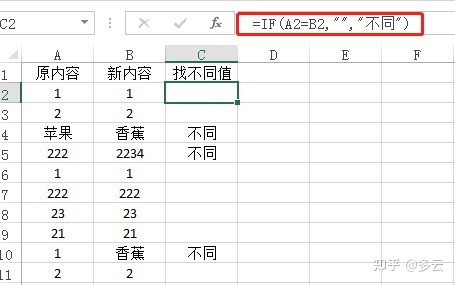 C2 fx =IF(A2=B2,"","不同")
A B C D E F
1 原内容 新内容 找不同值
2 1 1
3 2 2
4 苹果 香蕉 不同
5 222 2234 不同
6 1 1
7 222 222
8 23 23
9 21 21
10 1 香蕉 不同
11 2 2
知乎 @多云